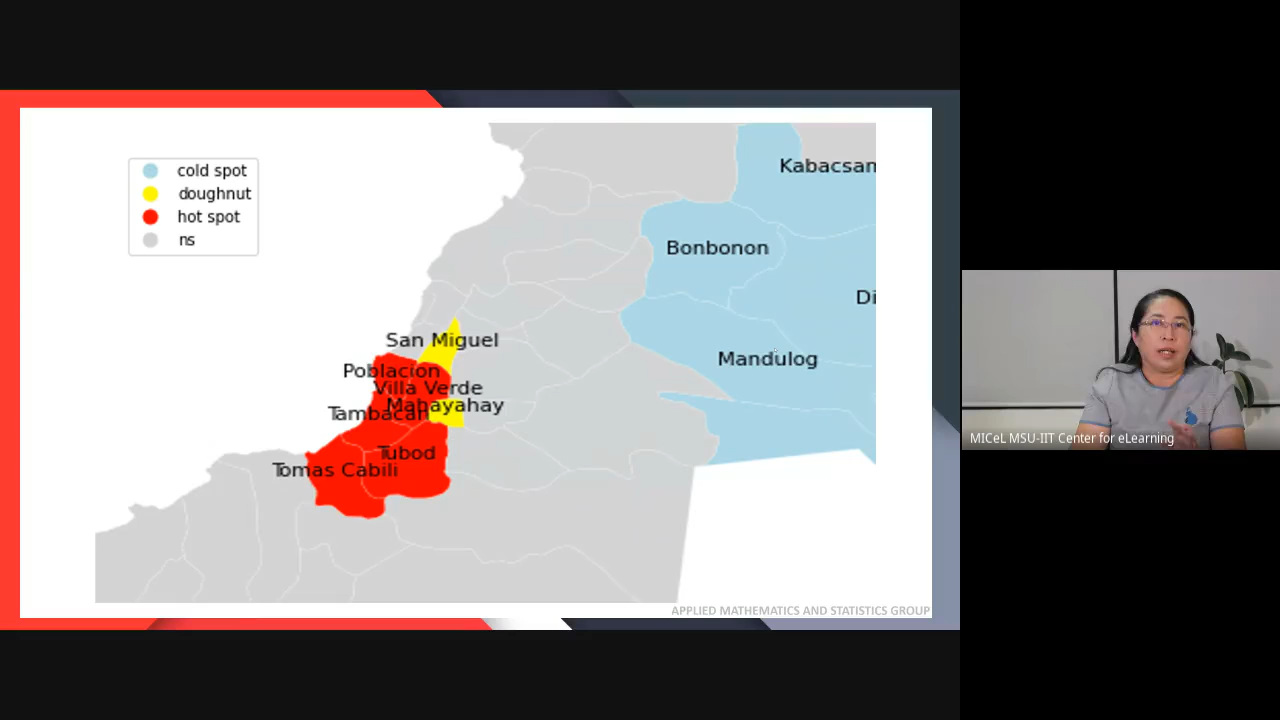 cold spot
doughnut
hot spot
ns
Kabacsan
Bonbonon
Di
San Miguel
Mandulog
Poblacion
Villa Verde
Mahayahay
Tambacan
Tubod
Tomas Cabili
MICeL MSU-IIT Center for eLearning
APPLIED MATHEMATICS AND STATISTICS GROUP